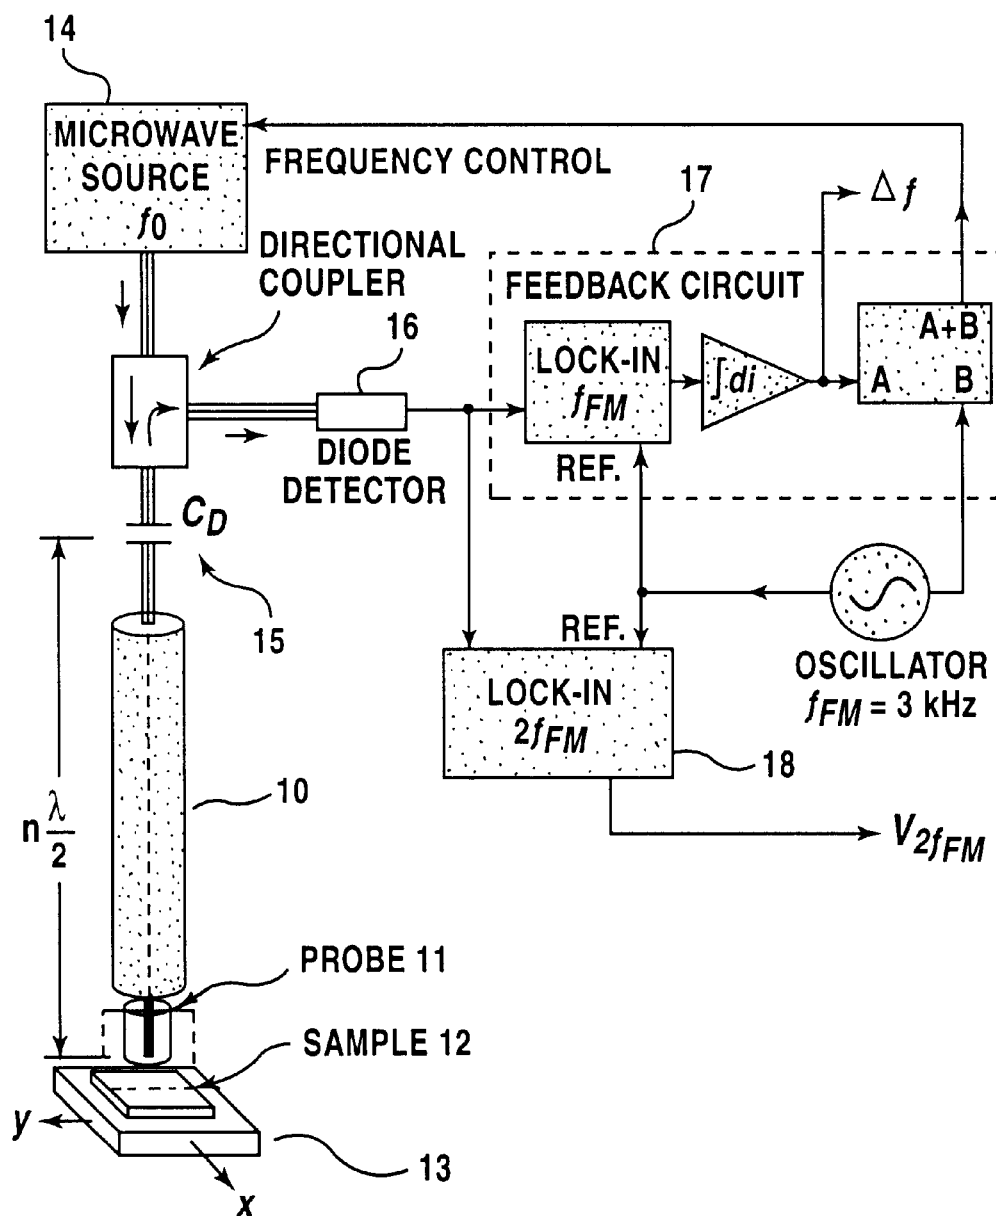 14
MICROWAVE
SOURCE
f0
FREQUENCY CONTROL
17
Δf
DIRECTIONAL
COUPLER
FEEDBACK CIRCUIT
16
LOCK-IN
fFM
∫di
A+B
A B
DIODE
DETECTOR
REF.
CD
15
REF.
OSCILLATOR
fFM = 3 kHz
LOCK-IN
2fFM
18
10
n λ/2
V2fFM
PROBE 11
SAMPLE 12
y
13
x